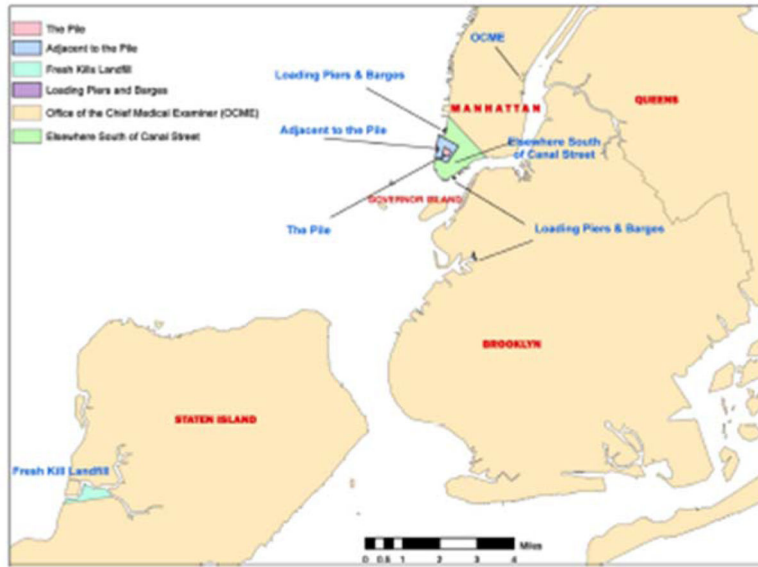 The Pile
Adjacent to the Pile
Fresh Kills Landfill
Loading Piers and Barges
Office of the Chief Medical Examiner (OCME)
Elsewhere South of Canal Street
OCME
Loading Piers & Barges
MANHATTAN
QUEENS
Adjacent to the Pile
Elsewhere South
of Canal Street
GOVERNOR ISLAND
The Pile
Loading Piers & Barges
BROOKLYN
STATEN ISLAND
Fresh Kill Landfill
0 0.5 1 2 3 4
Miles